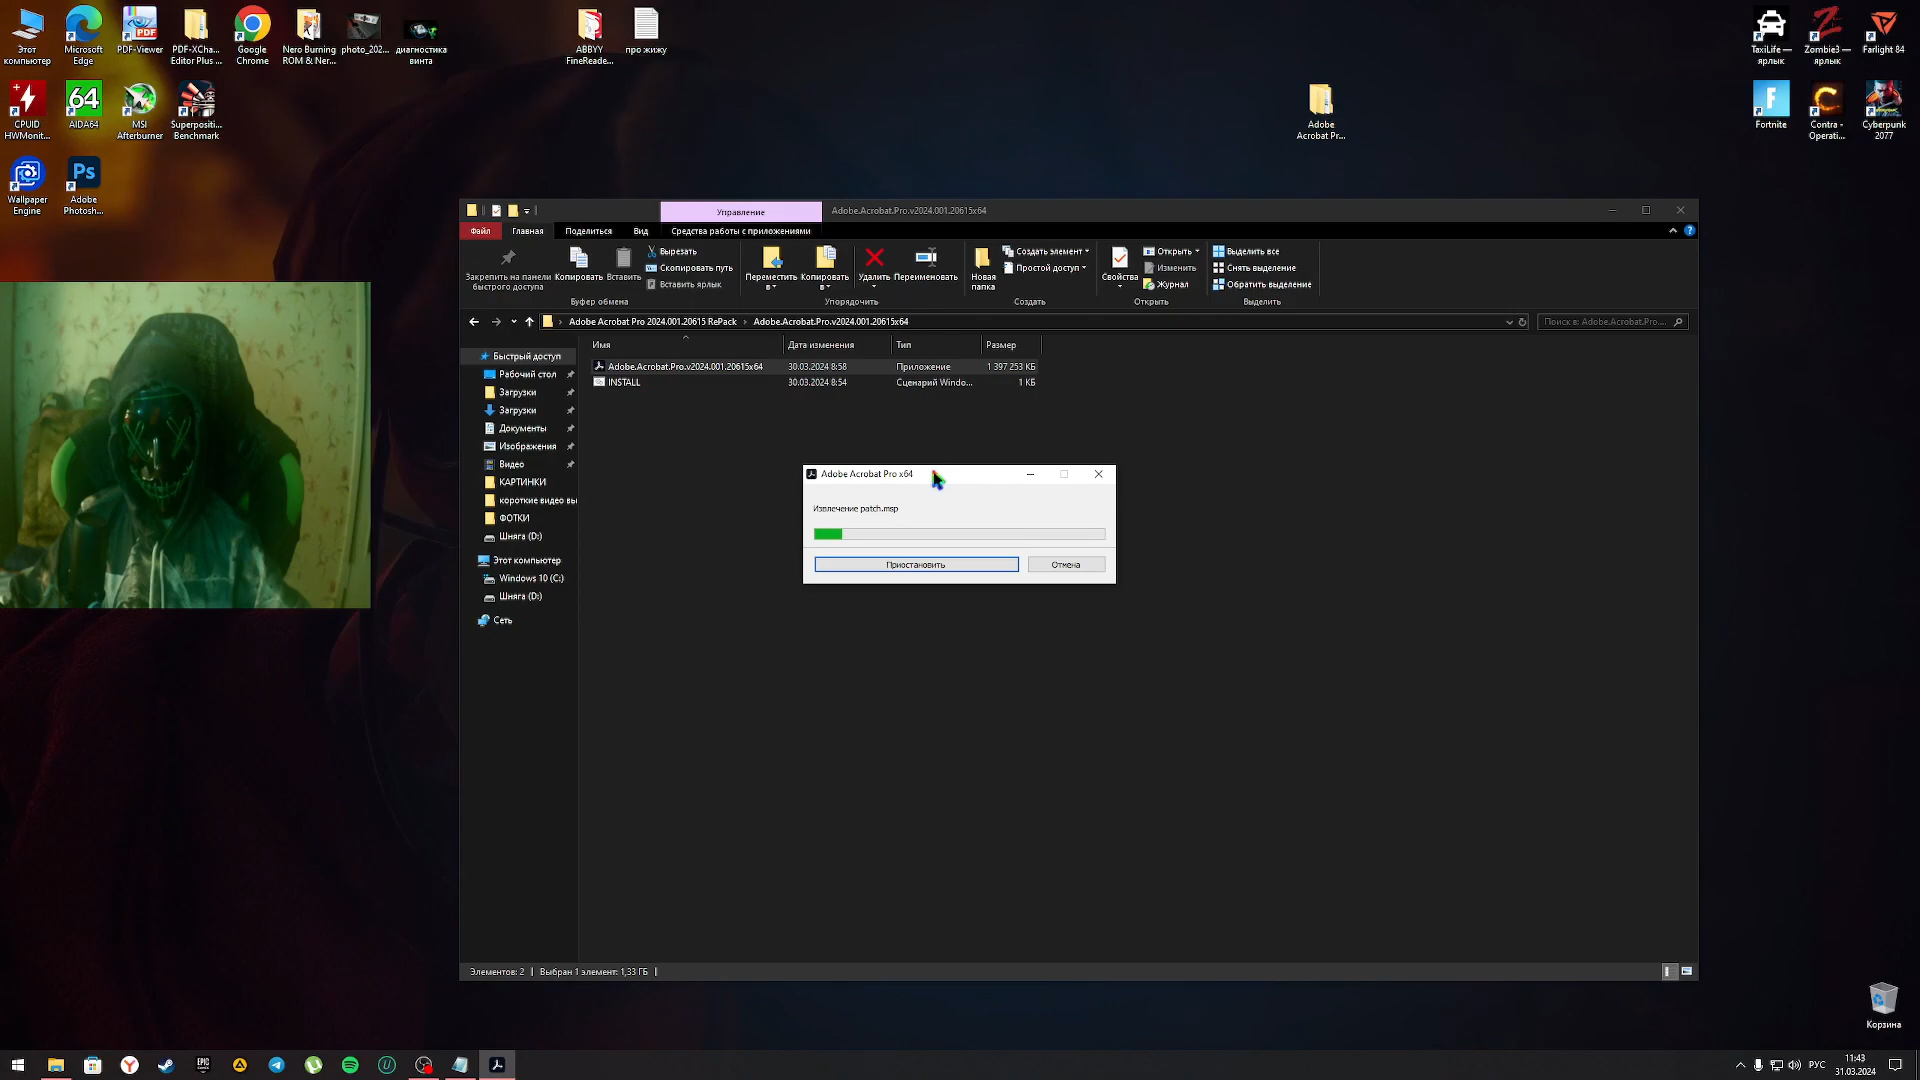 Этот
компьютер
Microsoft
Edge
PDF-Viewer
PDF-XCha...
Editor Plus ...
Google
Chrome
Nero Burning
ROM & Ner...
photo_202...
диагностика
винта
ABBYY
FineReade...
про жижу
TaxiLife —
ярлык
Zombie3 —
ярлык
Farlight 84
CPUID
HWMonit...
64
AIDA64
MSI
Afterburner
Superpositi...
Benchmark
Adobe
Acrobat Pr...
Fortnite
Contra -
Operati...
Cyberpunk
2077
Wallpaper
Engine
Ps
Adobe
Photosh...
Управление
Adobe.Acrobat.Pro.v2024.001.20615x64
Файл
Главная
Поделиться
Вид
Средства работы с приложениями
Закрепить на панели
быстрого доступа
Копировать
Вставить
Вырезать
Скопировать путь
Вставить ярлык
Буфер обмена
Переместить
в
Копировать
в
Удалить
Переименовать
Упорядочить
Новая
папка
Создать элемент
Простой доступ
Создать
Свойства
Открыть
Изменить
Журнал
Открыть
Выделить все
Снять выделение
Обратить выделение
Выделить
Adobe Acrobat Pro 2024.001.20615 RePack
Adobe.Acrobat.Pro.v2024.001.20615x64
Поиск в: Adobe.Acrobat.Pro....
Имя
Дата изменения
Тип
Размер
Adobe.Acrobat.Pro.v2024.001.20615x64 30.03.2024 8:58 Приложение 1 397 253 КБ
INSTALL 30.03.2024 8:54 Сценарий Windo... 1 КБ
Быстрый доступ
Рабочий стол
Загрузки
Загрузки
Документы
Изображения
Видео
КАРТИНКИ
короткие видео вы
ФОТКИ
Шняга (D:)
Этот компьютер
Windows 10 (C:)
Шняга (D:)
Сеть
Adobe Acrobat Pro x64
Извлечение patch.msp
Приостановить
Отмена
Элементов: 2
Выбран 1 элемент: 1,33 ГБ
Корзина
EPIC
GAMES
РУС
11:43
31.03.2024